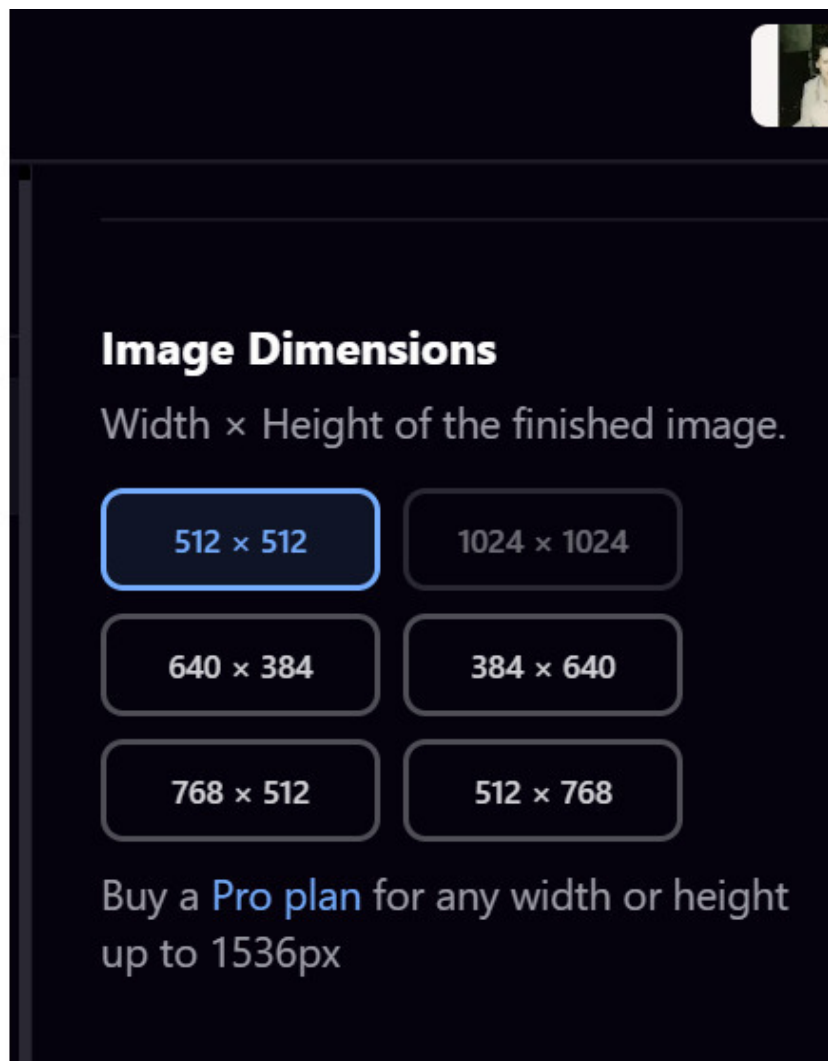 Image Dimensions
Width × Height of the finished image.
512 × 512
1024 × 1024
640 × 384
384 × 640
768 × 512
512 × 768
Buy a Pro plan for any width or height
up to 1536px